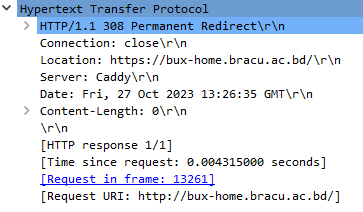 Hypertext Transfer Protocol
HTTP/1.1 308 Permanent Redirect\r\n
Connection: close\r\n
Location: https://bux-home.bracu.ac.bd/\r\n
Server: Caddy\r\n
Date: Fri, 27 Oct 2023 13:26:35 GMT\r\n
Content-Length: 0\r\n
\r\n
[HTTP response 1/1]
[Time since request: 0.004315000 seconds]
[Request in frame: 13261]
[Request URI: http://bux-home.bracu.ac.bd/]